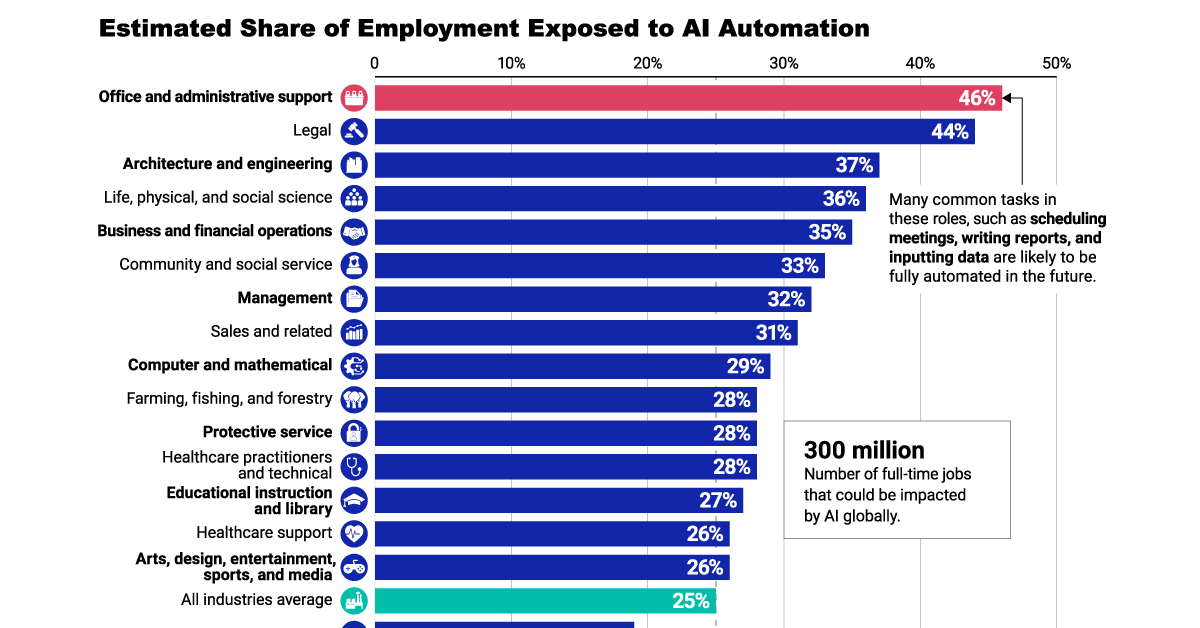 Estimated Share of Employment Exposed to AI Automation
0 10% 20% 30% 40% 50%
Office and administrative support 46%
Legal 44%
Architecture and engineering 37%
Life, physical, and social science 36%
Business and financial operations 35%
Community and social service 33%
Management 32%
Sales and related 31%
Computer and mathematical 29%
Farming, fishing, and forestry 28%
Protective service 28%
Healthcare practitioners
and technical 28%
Educational instruction
and library 27%
Healthcare support 26%
Arts, design, entertainment,
sports, and media 26%
All industries average 25%
Many common tasks in
these roles, such as scheduling
meetings, writing reports, and
inputting data are likely to be
fully automated in the future.
300 million
Number of full-time jobs
that could be impacted
by AI globally.